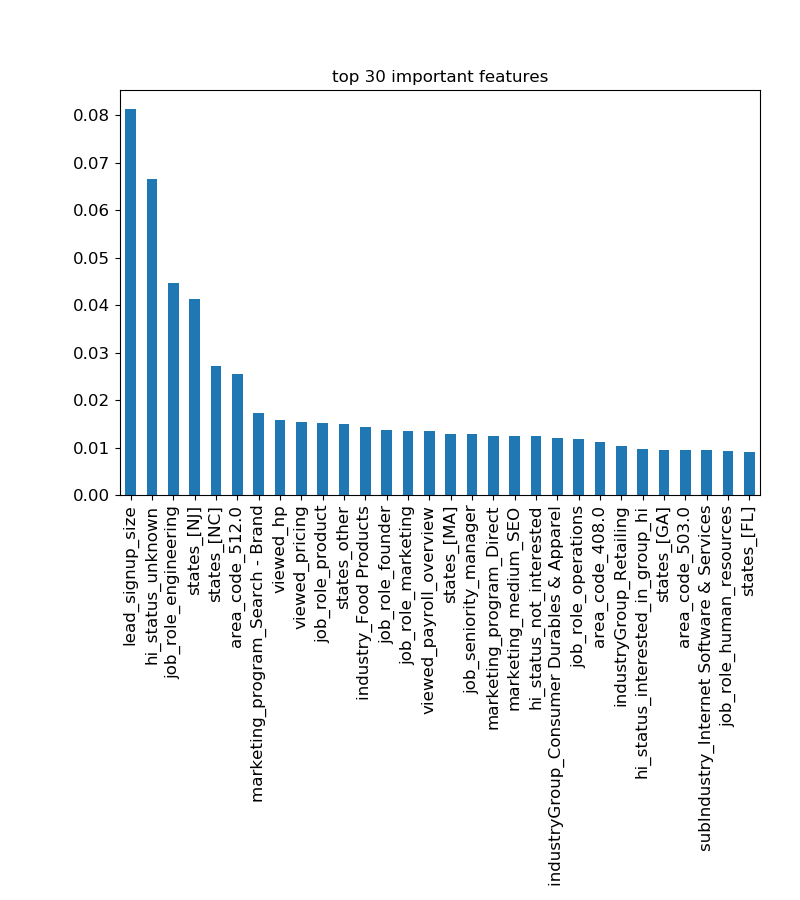 top 30 important features
0.08
0.07
0.06
0.05
0.04
0.03
0.02
0.01
0.00
lead_signup_size
hi_status_unknown
job_role_engineering
states_[NJ]
states_[NC]
area_code_512.0
marketing_program_Search - Brand
viewed_hp
viewed_pricing
job_role_product
states_other
industry_Food Products
job_role_founder
job_role_marketing
viewed_payroll_overview
states_[MA]
job_seniority_manager
marketing_program_Direct
marketing_medium_SEO
hi_status_not_interested
industryGroup_Consumer Durables & Apparel
job_role_operations
area_code_408.0
industryGroup_Retailing
hi_status_interested_in_group_hi
states_[GA]
area_code_503.0
subIndustry_Internet Software & Services
job_role_human_resources
states_[FL]